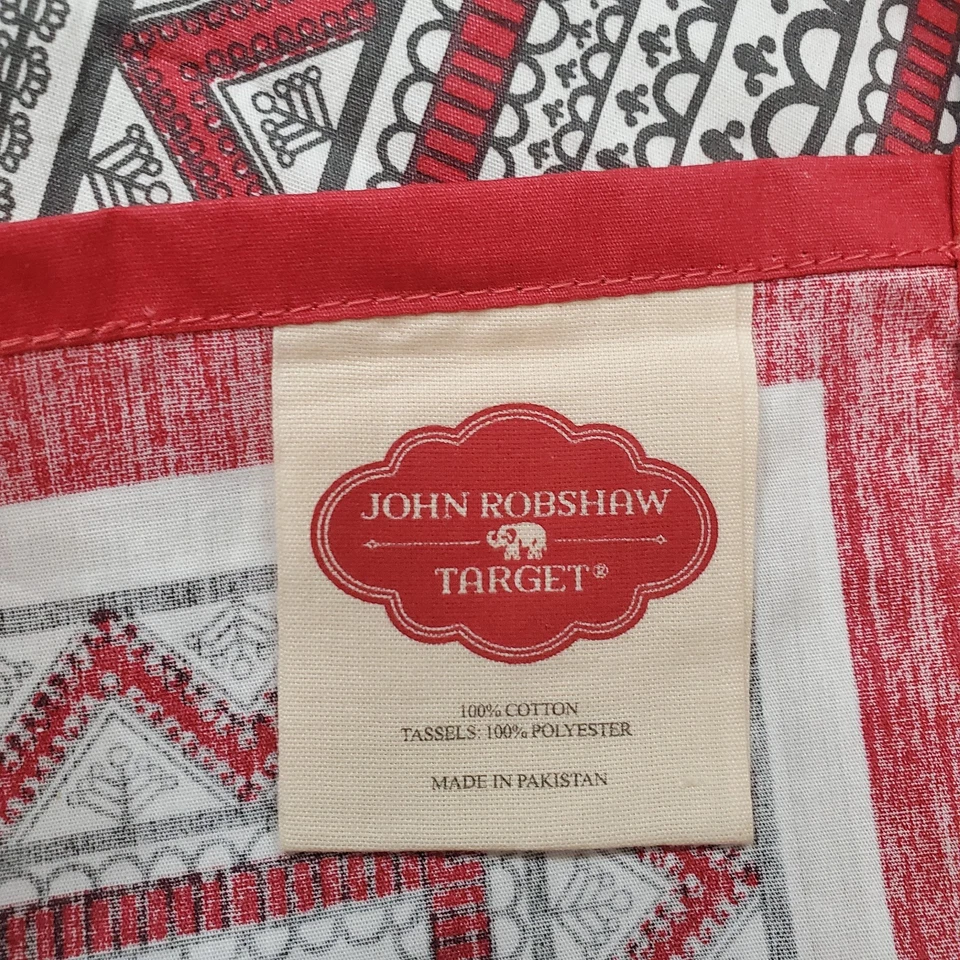 JOHN ROBSHAW
TARGET®
100% COTTON
TASSELS: 100% POLYESTER
MADE IN PAKISTAN